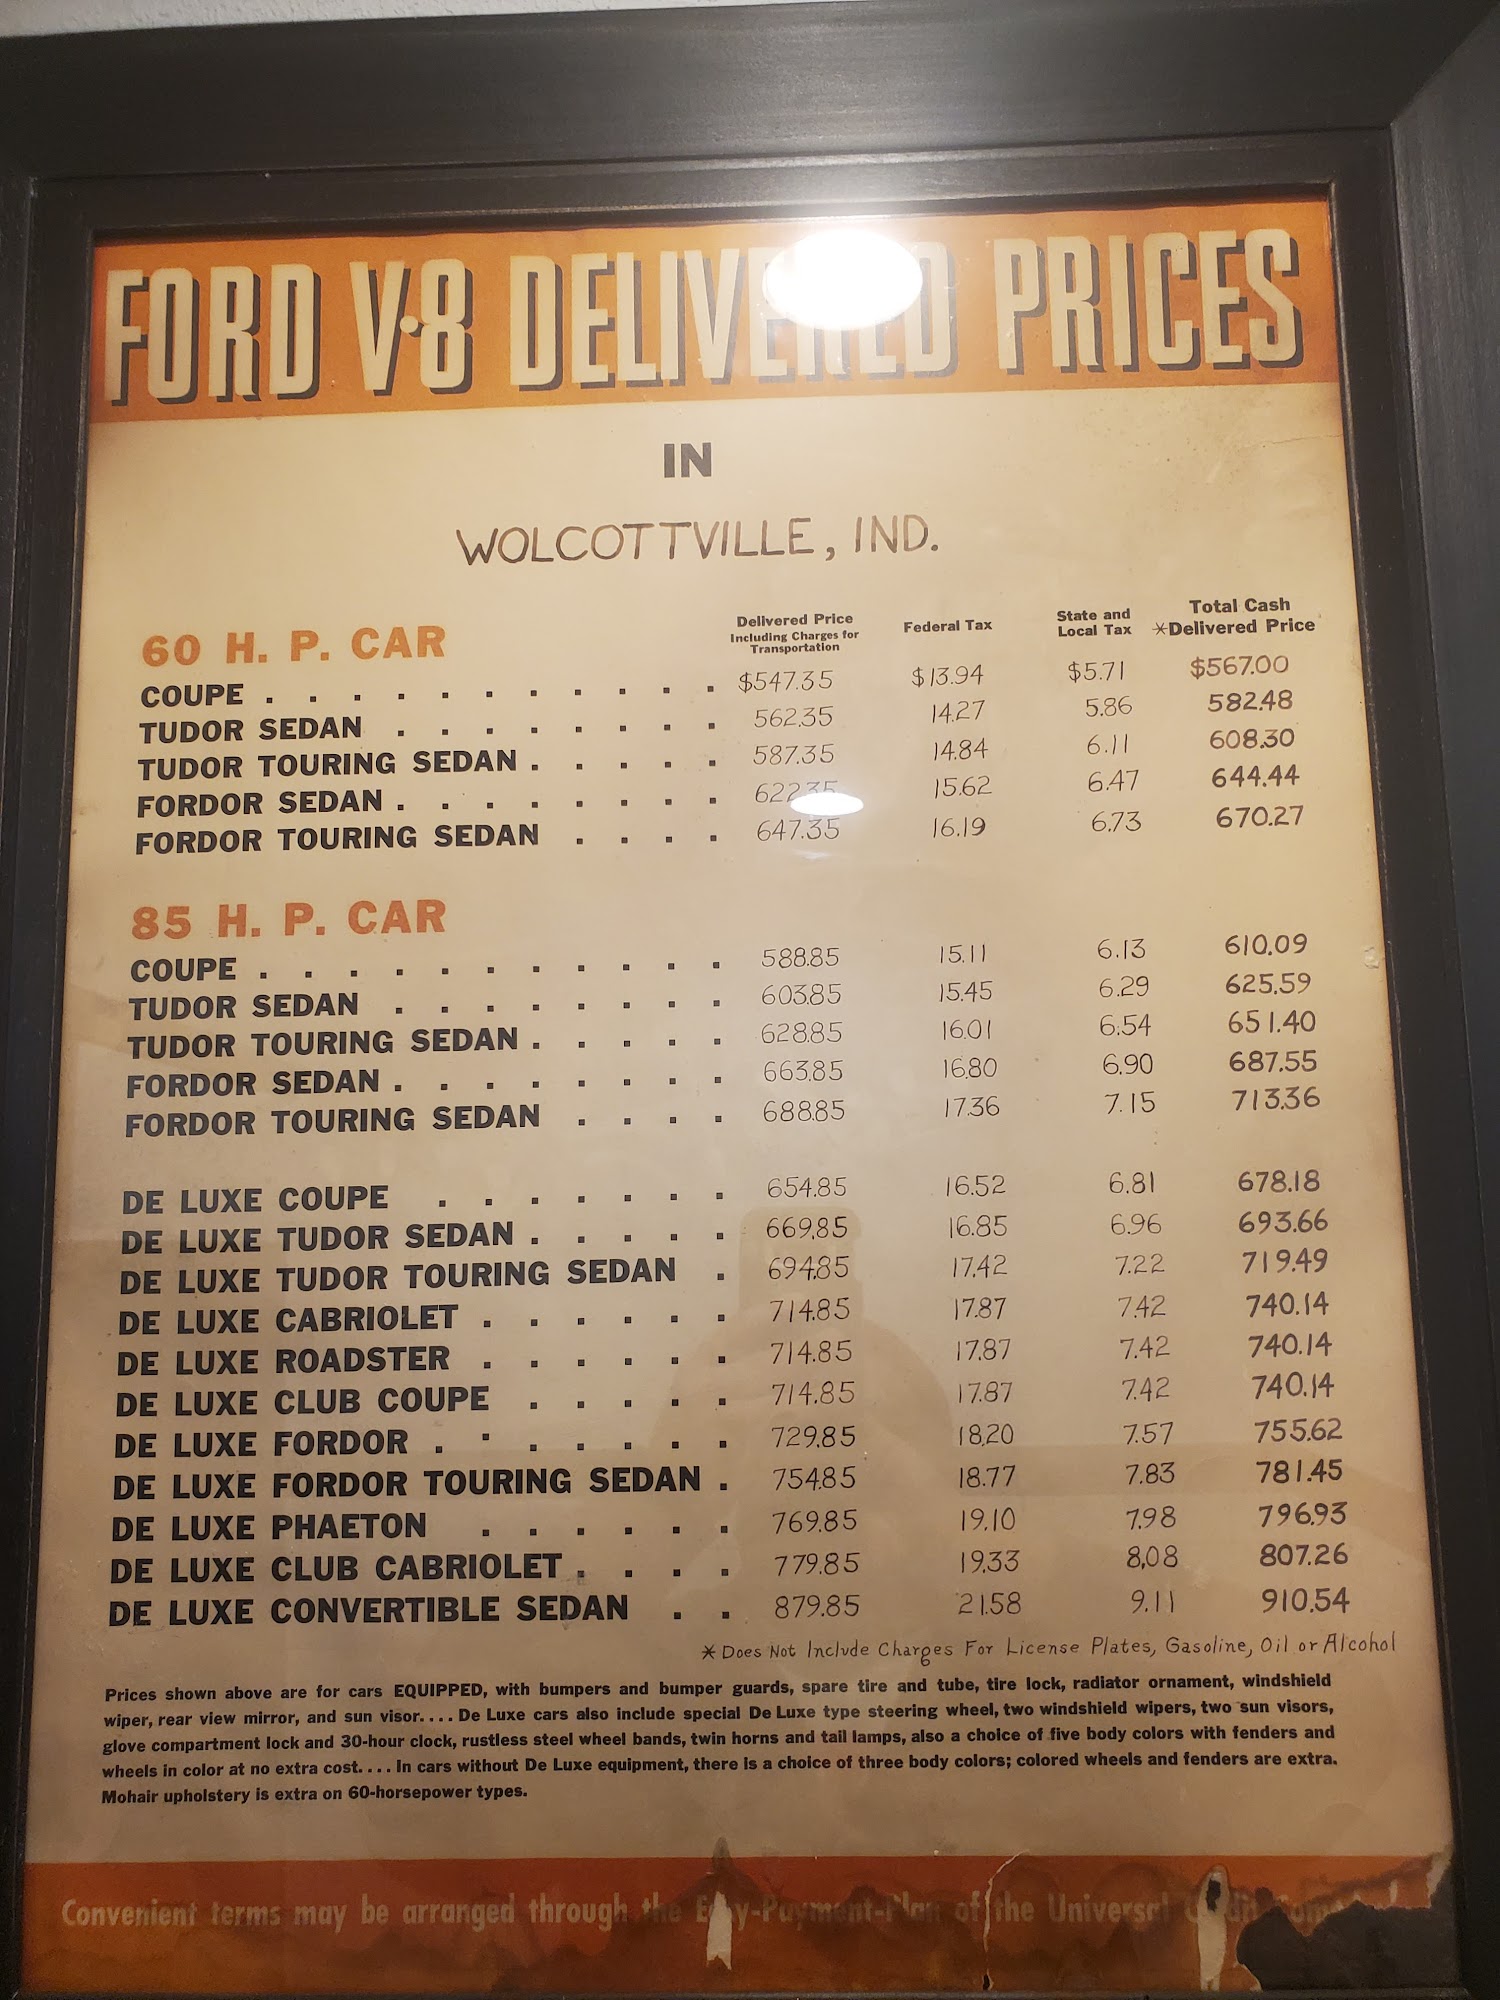 FORD V·8 DELIVERED PRICES
IN
WOLCOTTVILLE, IND.
60 H. P. CAR
Delivered Price Including Charges for Transportation Federal Tax State and Local Tax Total Cash *Delivered Price
COUPE . . . . . . . . . . . $547.35 $13.94 $5.71 $567.00
TUDOR SEDAN . . . . . . . . 562.35 14.27 5.86 582.48
TUDOR TOURING SEDAN . . . . . 587.35 14.84 6.11 608.30
FORDOR SEDAN . . . . . . . . 622.35 15.62 6.47 644.44
FORDOR TOURING SEDAN . . . . 647.35 16.19 6.73 670.27
85 H. P. CAR
COUPE . . . . . . . . . . . 588.85 15.11 6.13 610.09
TUDOR SEDAN . . . . . . . . 603.85 15.45 6.29 625.59
TUDOR TOURING SEDAN . . . . . 628.85 16.01 6.54 651.40
FORDOR SEDAN . . . . . . . . 663.85 16.80 6.90 687.55
FORDOR TOURING SEDAN . . . . 688.85 17.36 7.15 713.36
DE LUXE COUPE . . . . . . . 654.85 16.52 6.81 678.18
DE LUXE TUDOR SEDAN . . . . . 669.85 16.85 6.96 693.66
DE LUXE TUDOR TOURING SEDAN . 694.85 17.42 7.22 719.49
DE LUXE CABRIOLET . . . . . . 714.85 17.87 7.42 740.14
DE LUXE ROADSTER . . . . . . 714.85 17.87 7.42 740.14
DE LUXE CLUB COUPE . . . . . 714.85 17.87 7.42 740.14
DE LUXE FORDOR . . . . . . . 729.85 18.20 7.57 755.62
DE LUXE FORDOR TOURING SEDAN . 754.85 18.77 7.83 781.45
DE LUXE PHAETON . . . . . . 769.85 19.10 7.98 796.93
DE LUXE CLUB CABRIOLET . . . . 779.85 19.33 8.08 807.26
DE LUXE CONVERTIBLE SEDAN . . 879.85 21.58 9.11 910.54
* Does Not Include Charges For License Plates, Gasoline, Oil or Alcohol
Prices shown above are for cars EQUIPPED, with bumpers and bumper guards, spare tire and tube, tire lock, radiator ornament, windshield
wiper, rear view mirror, and sun visor.... De Luxe cars also include special De Luxe type steering wheel, two windshield wipers, two sun visors,
glove compartment lock and 30-hour clock, rustless steel wheel bands, twin horns and tail lamps, also a choice of five body colors with fenders and
wheels in color at no extra cost.... In cars without De Luxe equipment, there is a choice of three body colors; colored wheels and fenders are extra.
Mohair upholstery is extra on 60-horsepower types.
Convenient terms may be arranged through the Easy-Payment-Plan of the Universal Credit